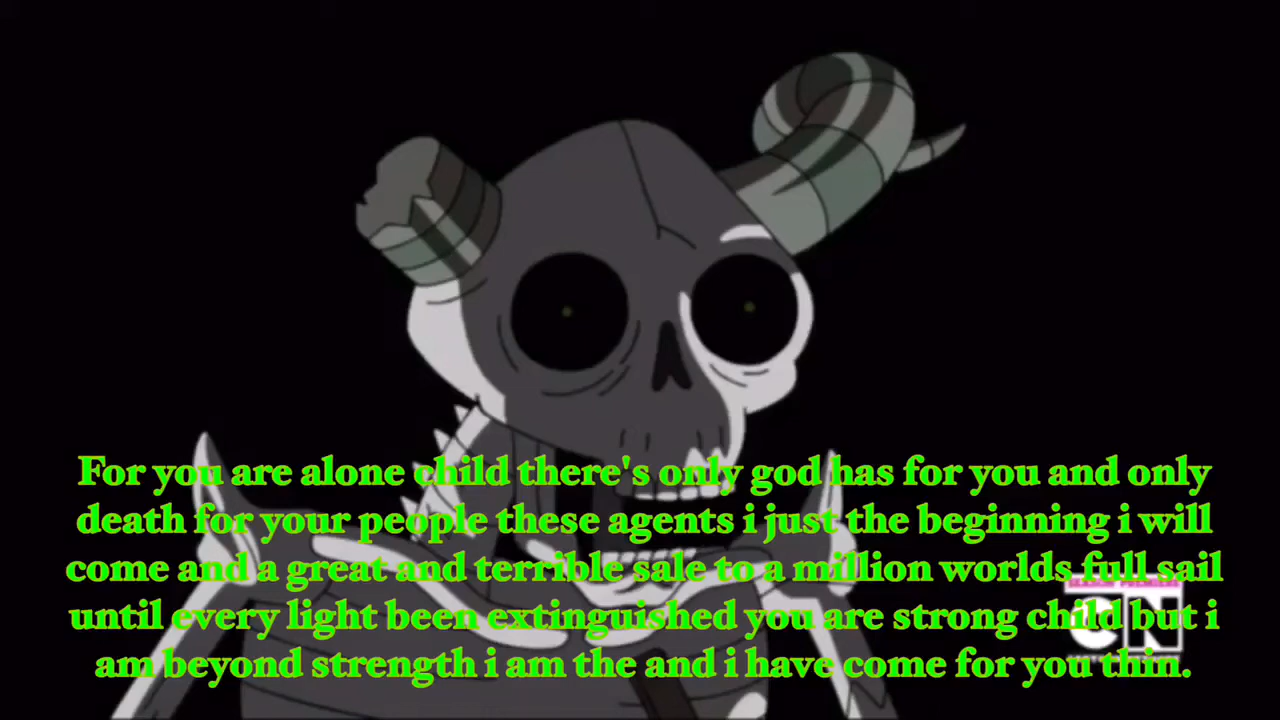 For you are alone child there's only god has for you and only
death for your people these agents i just the beginning i will
come and a great and terrible sale to a million worlds full sail
until every light been extinguished you are strong child but i
am beyond strength i am the and i have come for you thin.
SEASON PREMIERE
CN